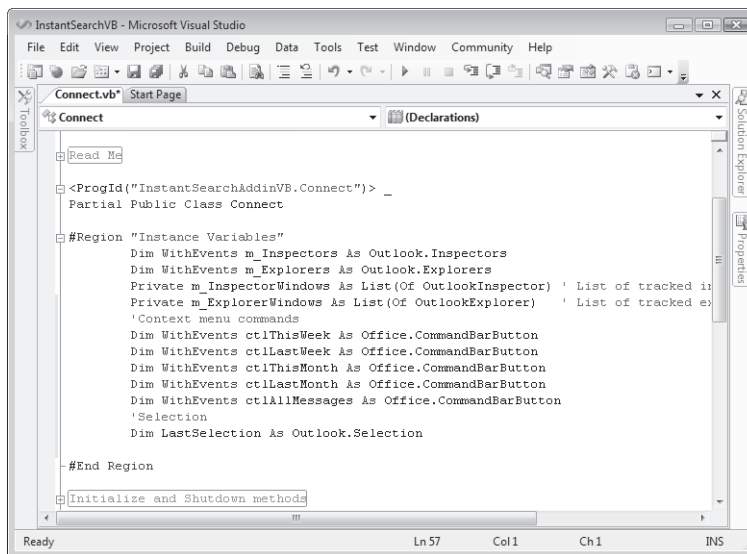 InstantSearchVB - Microsoft Visual Studio
File Edit View Project Build Debug Data Tools Test Window Community Help
Connect.vb* Start Page
Toolbox
Connect (Declarations)
Solution Explorer
Properties
Read Me
<ProgId("InstantSearchAddinVB.Connect")> _
Partial Public Class Connect
#Region "Instance Variables"
Dim WithEvents m_Inspectors As Outlook.Inspectors
Dim WithEvents m_Explorers As Outlook.Explorers
Private m_InspectorWindows As List(Of OutlookInspector) ' List of tracked
Private m_ExplorerWindows As List(Of OutlookExplorer) ' List of tracked
'Context menu commands
Dim WithEvents ctlThisWeek As Office.CommandBarButton
Dim WithEvents ctlLastWeek As Office.CommandBarButton
Dim WithEvents ctlThisMonth As Office.CommandBarButton
Dim WithEvents ctlLastMonth As Office.CommandBarButton
Dim WithEvents ctlAllMessages As Office.CommandBarButton
'Selection
Dim LastSelection As Outlook.Selection
#End Region
Initialize and Shutdown methods
Ready Ln 57 Col 1 Ch 1 INS